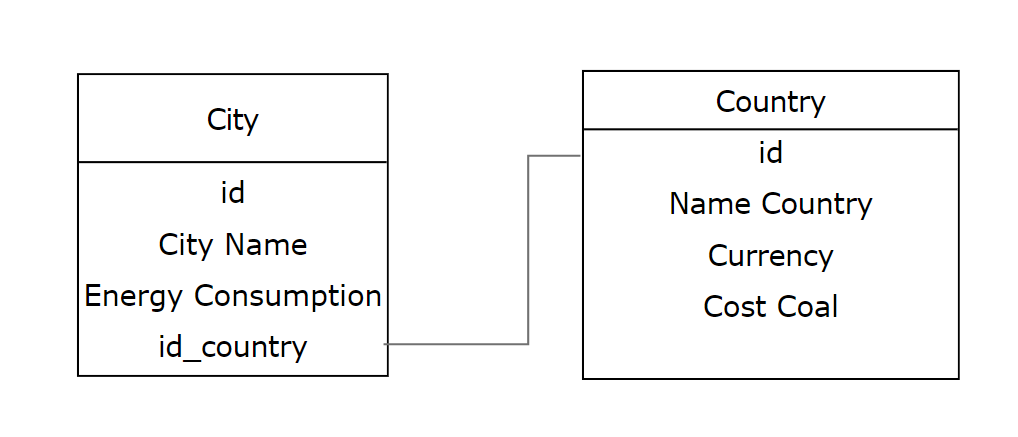 City
id
City Name
Energy Consumption
id_country
Country
id
Name Country
Currency
Cost Coal